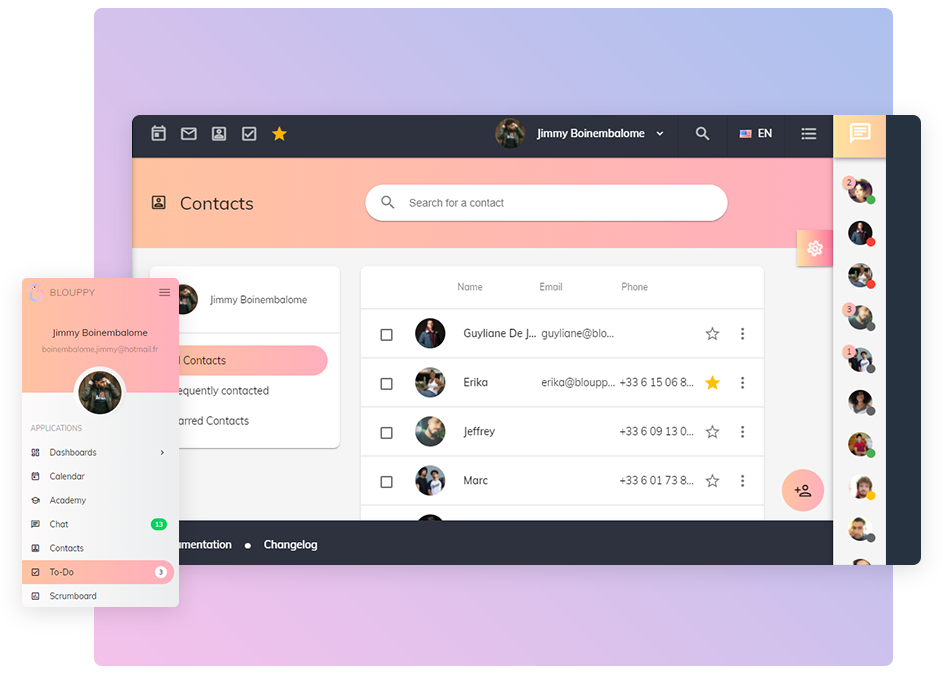 Jimmy Boinembalome
EN
Contacts
Search for a contact
2
3
1
Jimmy Boinembalome
Contacts
equently contacted
arred Contacts
Name Email Phone
Guyliane De J... guyliane@blo...
Erika erika@bloupp... +33 6 15 06 8...
Jeffrey +33 6 09 13 0...
Marc +33 6 01 73 8...
umentation Changelog
BLOUPPY
Jimmy Boinembalome
boinembalome.jimmy@hotmail.fr
APPLICATIONS
Dashboards
Calendar
Academy
Chat 13
Contacts
To-Do 3
Scrumboard